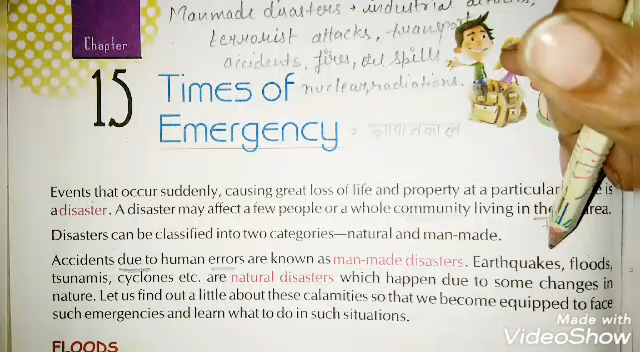 Manmade disasters → industrial attacks,
terrorist attacks, transport
accidents, fires, oil spills
nuclear, radiations.
Chapter
15
Times of
Emergency = आपातकाल
Events that occur suddenly, causing great loss of life and property at a particular is
a disaster. A disaster may affect a few people or a whole community living in the area.
Disasters can be classified into two categories—natural and man-made.
Accidents due to human errors are known as man-made disasters. Earthquakes, floods,
tsunamis, cyclones etc. are natural disasters which happen due to some changes in
nature. Let us find out a little about these calamities so that we become equipped to face
such emergencies and learn what to do in such situations.
FLOODS
Made with
VideoShow